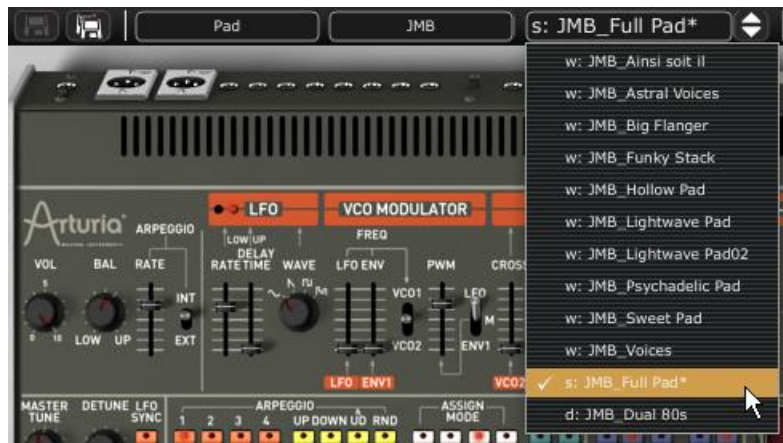 Pad
JMB
s: JMB_Full Pad*
w: JMB_Ainsi soit il
w: JMB_Astral Voices
w: JMB_Big Flanger
w: JMB_Funky Stack
w: JMB_Hollow Pad
w: JMB_Lightwave Pad
w: JMB_Lightwave Pad02
w: JMB_Psychadelic Pad
w: JMB_Sweet Pad
w: JMB_Voices
✓ s: JMB_Full Pad*
d: JMB_Dual 80s
Arturia
LFO
VCO MODULATOR
ARPEGGIO
LOW UP
FREQ
VOL BAL RATE
RATE DELAY TIME WAVE LFO ENV PWM CROSS
5
INT
VCO1 LFO
M
0 10 LOW UP EXT
VCO2 ENV1
LFO ENV1 VCO2
MASTER TUNE DETUNE LFO SYNC
ARPEGGIO
1 2 3 4 UP DOWN UD RND
ASSIGN MODE